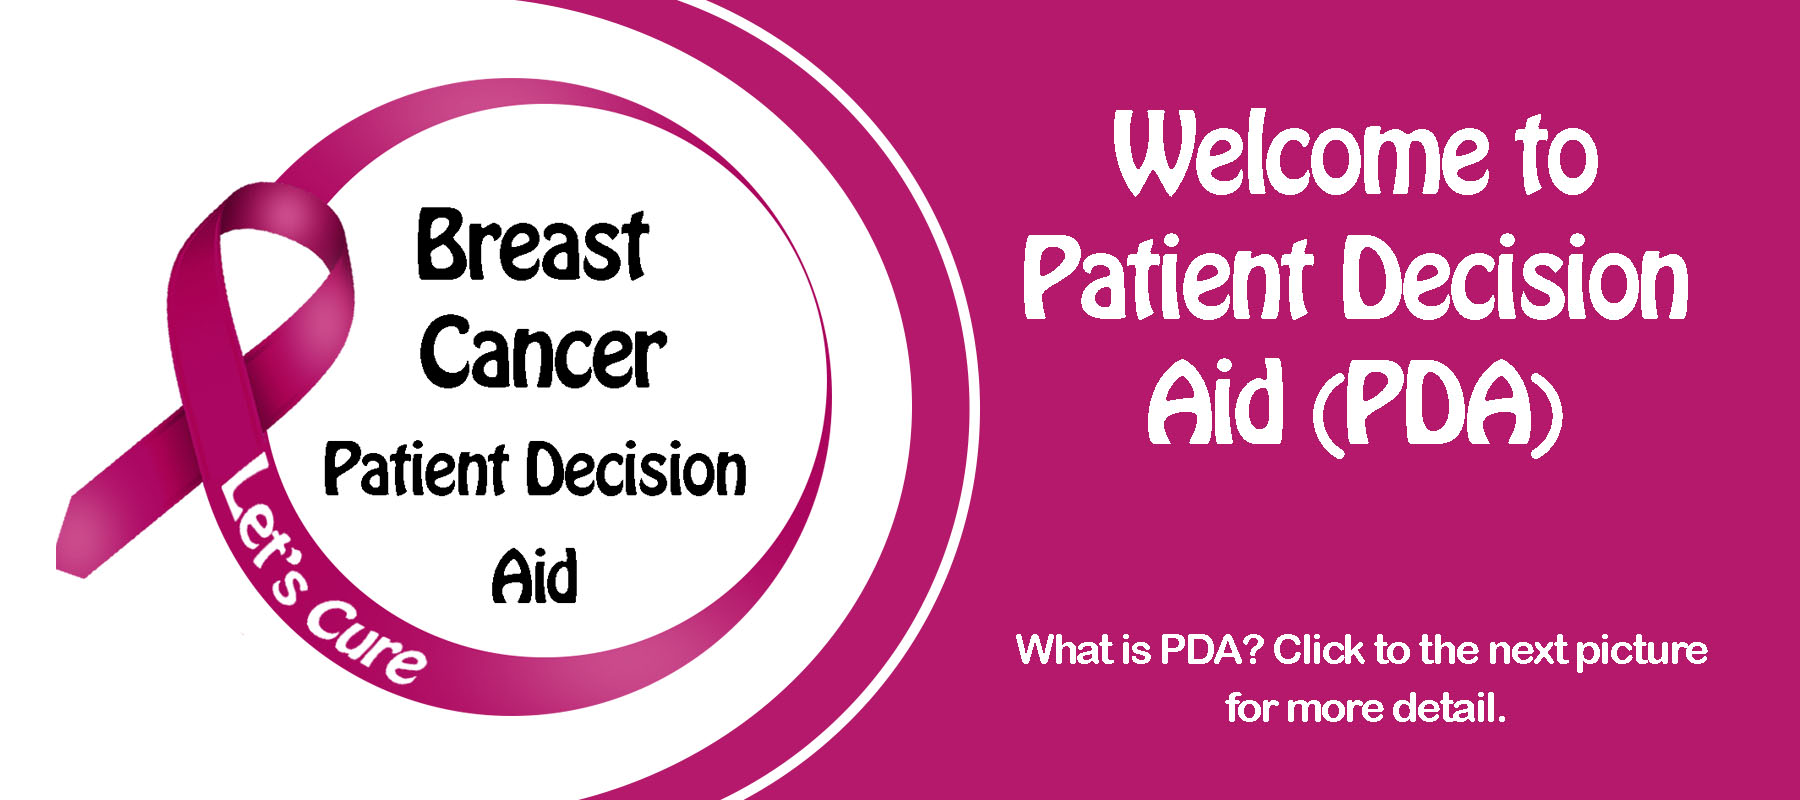 Breast
Cancer
Patient Decision
Aid
Let's Cure
Welcome to
Patient Decision
Aid (PDA)
What is PDA? Click to the next picture
for more detail.